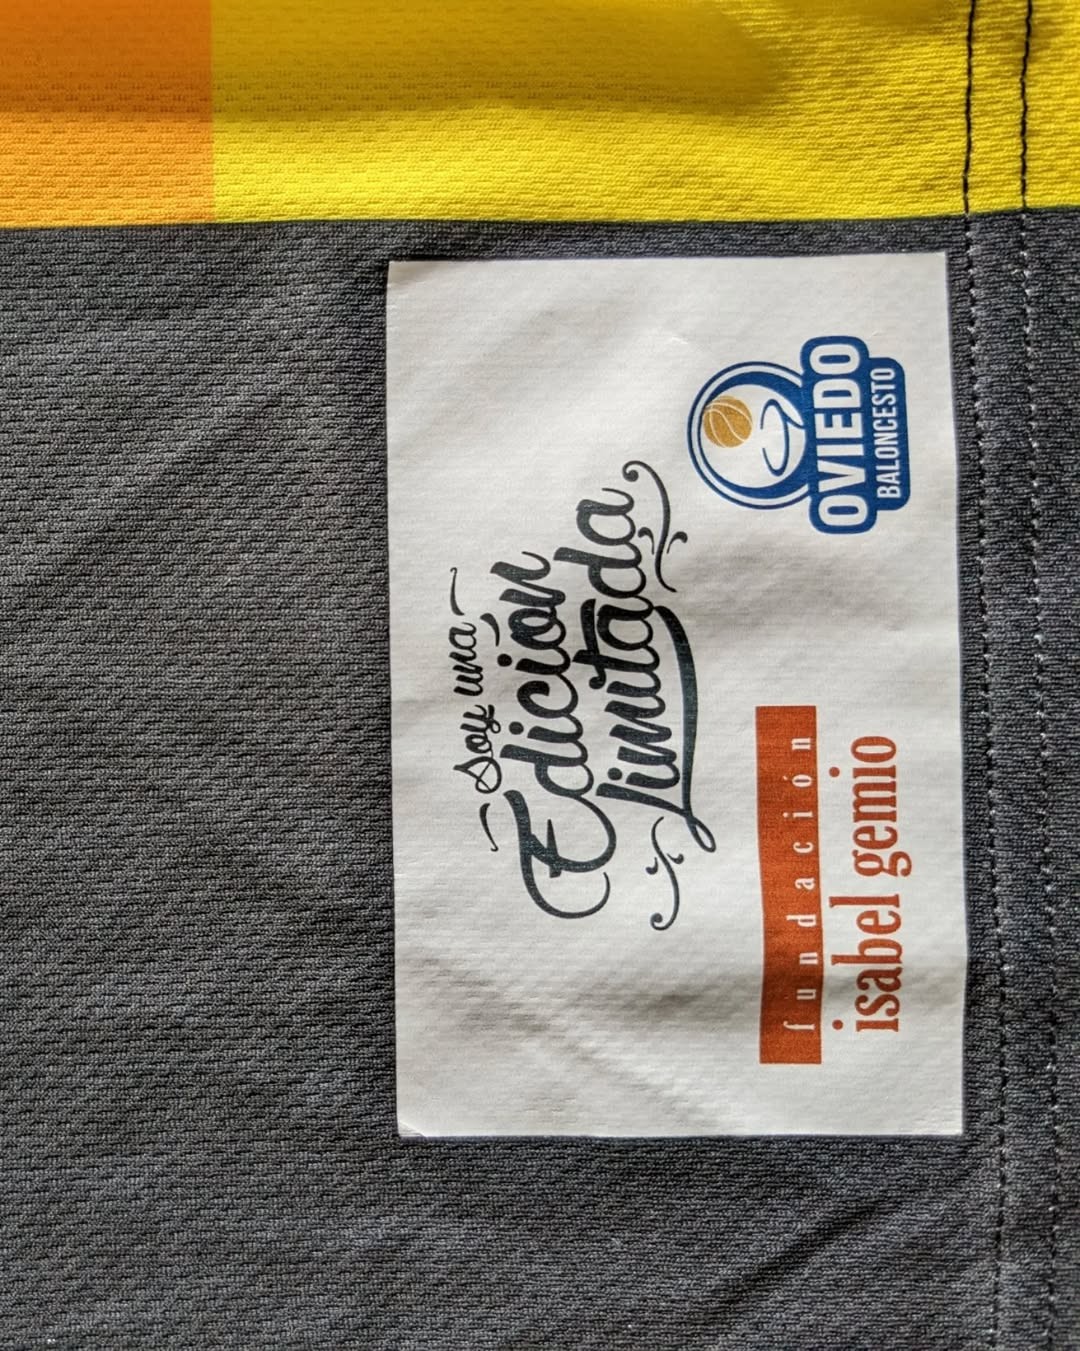 Soy una
Edición
Limitada
fundación
isabel gemio
OVIEDO
BALONCESTO